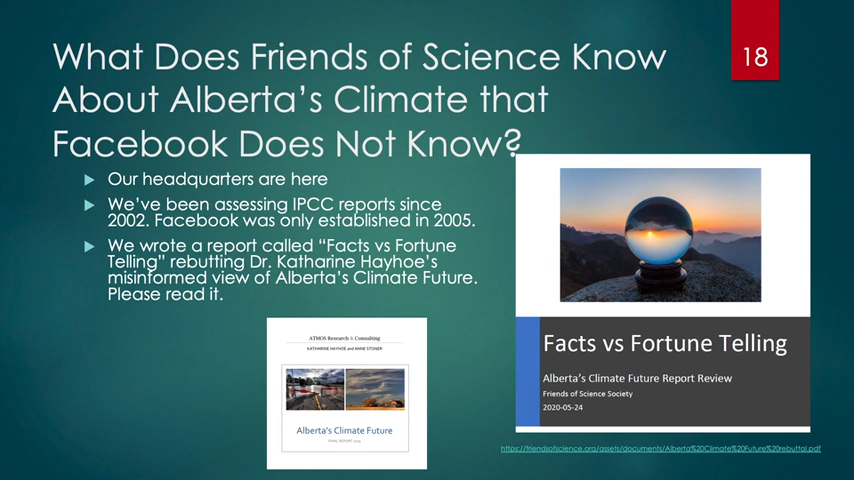 What Does Friends of Science Know
About Alberta's Climate that
Facebook Does Not Know?
18
Our headquarters are here
We've been assessing IPCC reports since
2002. Facebook was only established in 2005.
We wrote a report called "Facts vs Fortune
Telling" rebutting Dr. Katharine Hayhoe's
misinformed view of Alberta's Climate Future.
Please read it.
ATMOS Research & Consulting
KATHARINE HAYHOE and ANNE STONER
Alberta's Climate Future
FINAL REPORT
Facts vs Fortune Telling
Alberta's Climate Future Report Review
Friends of Science Society
2020-05-24
https://friendsofscience.org/assets/documents/Alberta%20Climate%20Future%20rebuttal.pdf